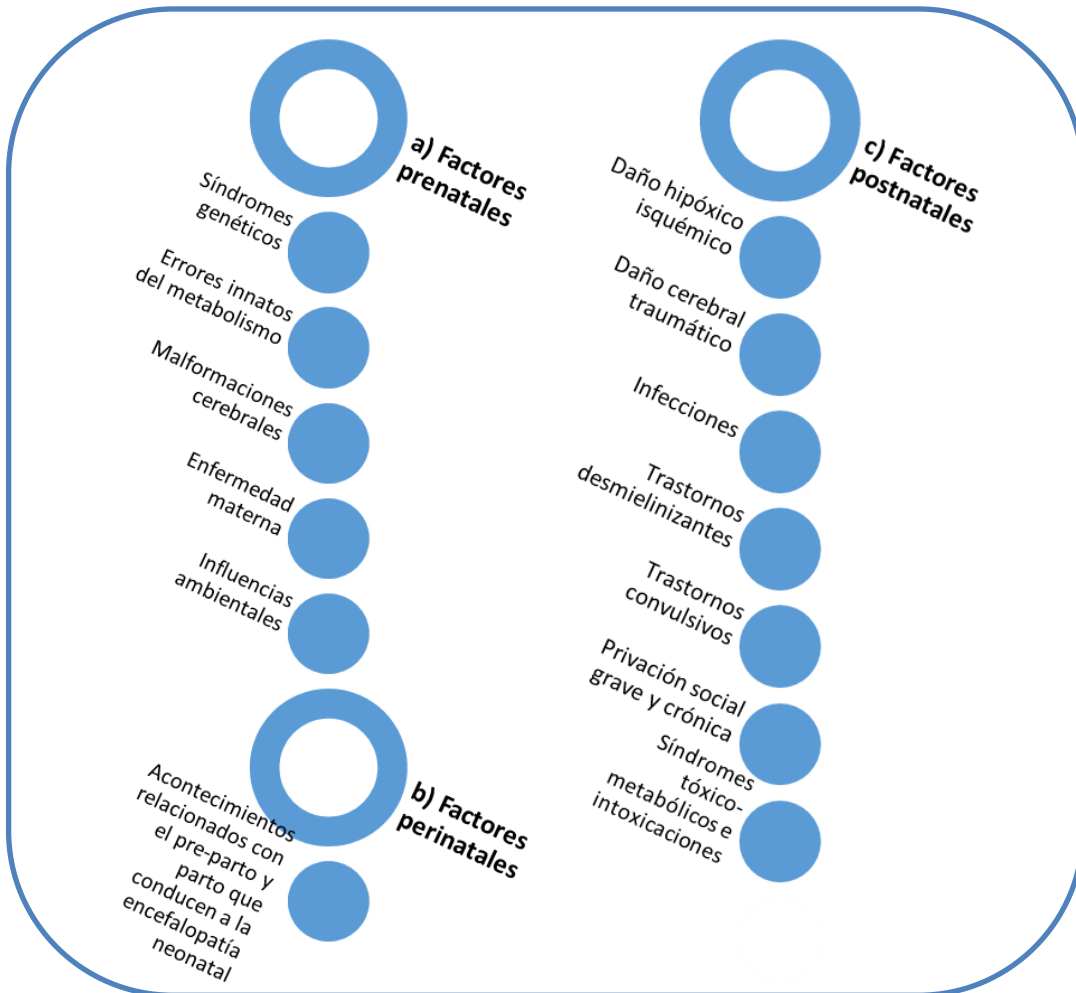 a) Factores
prenatales
Síndromes
genéticos
Errores innatos
del metabolismo
Malformaciones
cerebrales
Enfermedad
materna
Influencias
ambientales
b) Factores
perinatales
Acontecimientos
relacionados con
el pre-parto y
parto que
conducen a la
encefalopatía
neonatal
c) Factores
postnatales
Daño hipóxico
isquémico
Daño cerebral
traumático
Infecciones
Trastornos
desmielinizantes
Trastornos
convulsivos
Privación social
grave y crónica
Síndromes
tóxico-
metabólicos e
intoxicaciones